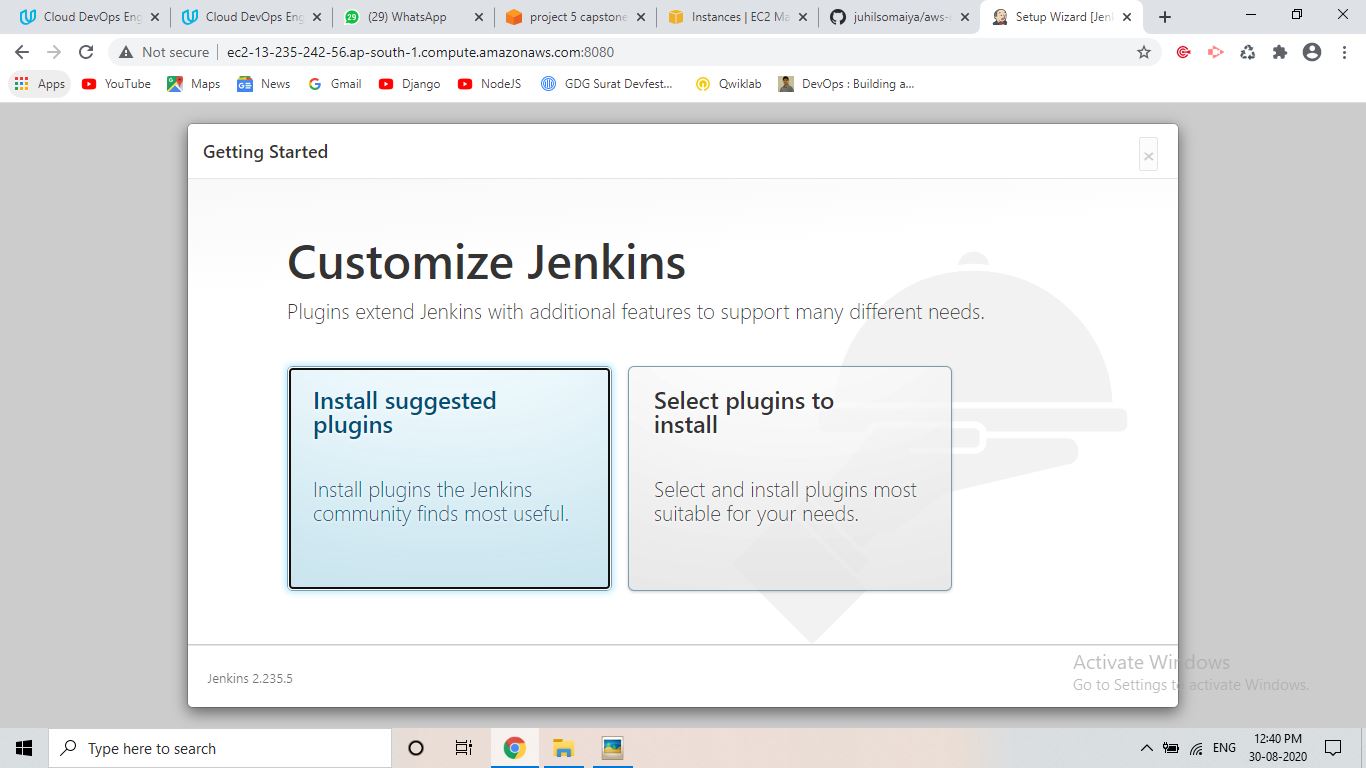 Cloud DevOps Eng
Cloud DevOps Eng
(29) WhatsApp
project 5 capstone
Instances | EC2 Ma
juhilsomaiya/aws-
Setup Wizard [Jenk
Not secure
ec2-13-235-242-56.ap-south-1.compute.amazonaws.com:8080
Apps
YouTube
Maps
News
Gmail
Django
NodeJS
GDG Surat Devfest...
Qwiklab
DevOps : Building a...
Getting Started
Customize Jenkins
Plugins extend Jenkins with additional features to support many different needs.
Install suggested
plugins
Install plugins the Jenkins
community finds most useful.
Select plugins to
install
Select and install plugins most
suitable for your needs.
Jenkins 2.235.5
Activate Windows
Go to Settings to activate Windows.
Type here to search
ENG
12:40 PM
30-08-2020